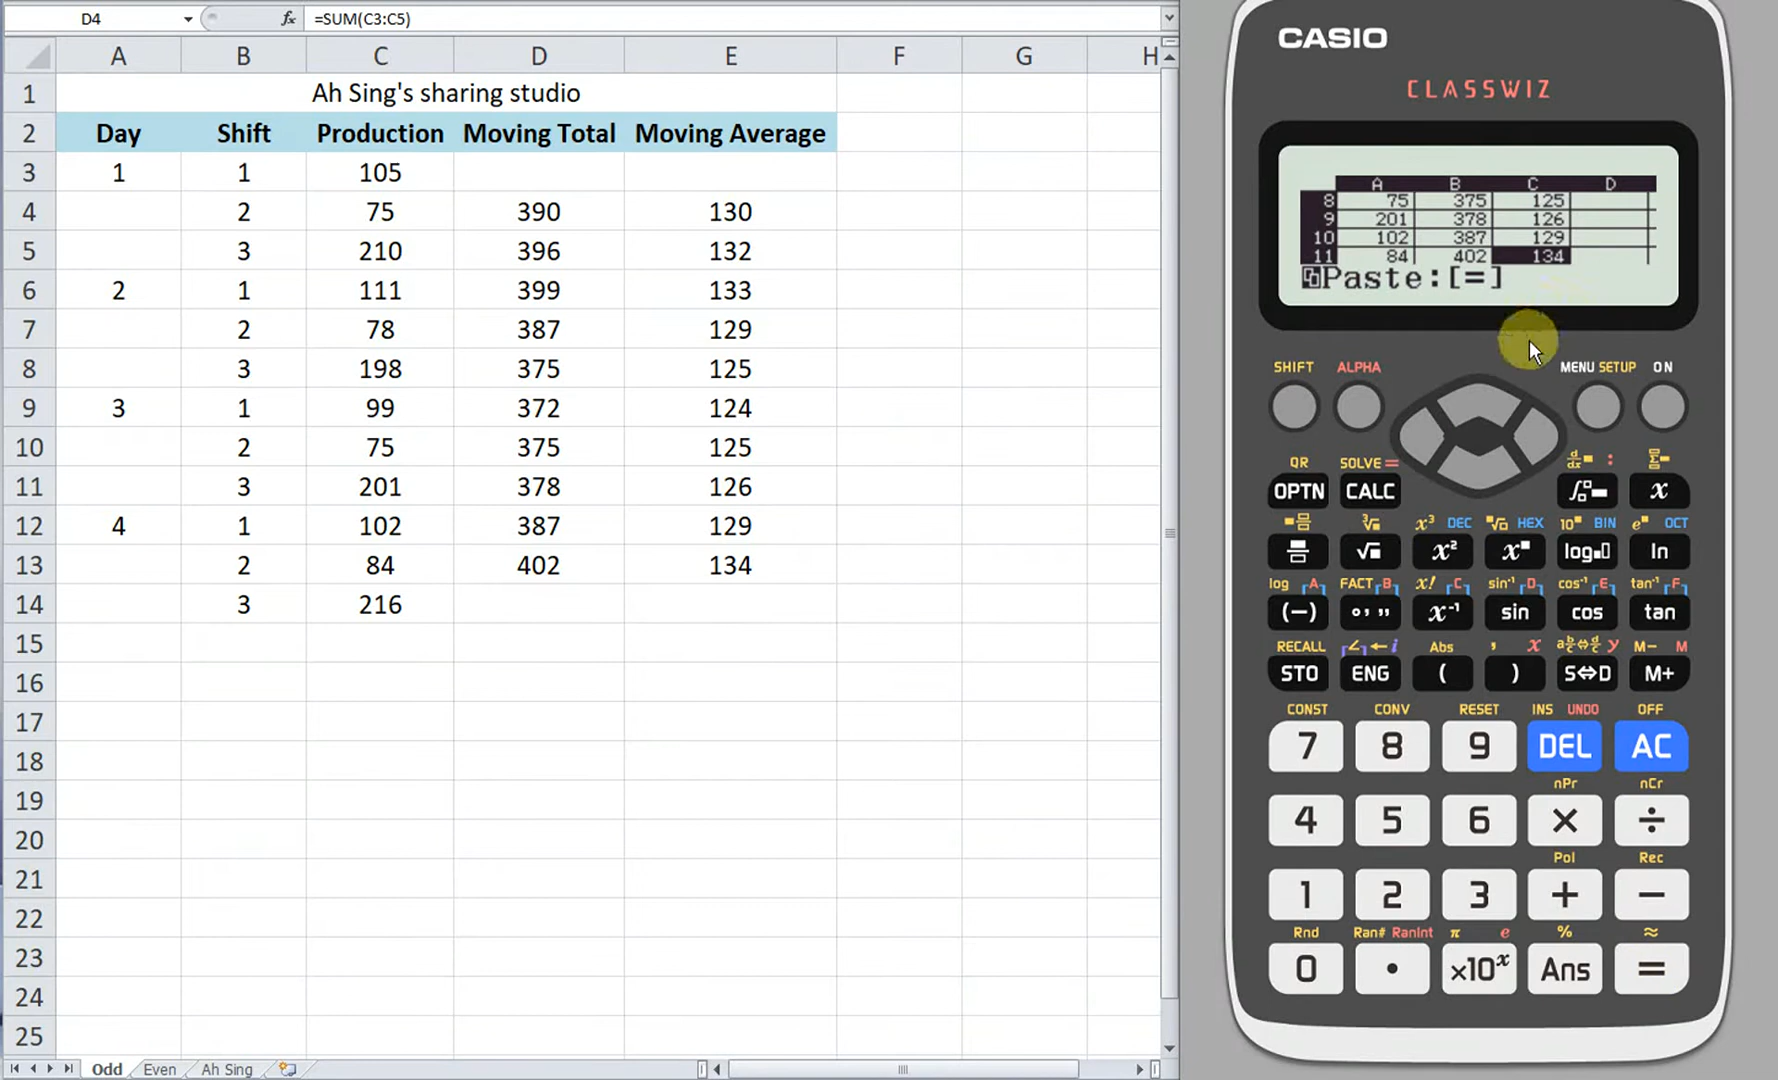 D4 fx =SUM(C3:C5)
A B C D E F G H
1 Ah Sing's sharing studio
2 Day Shift Production Moving Total Moving Average
3 1 1 105
4 2 75 390 130
5 3 210 396 132
6 2 1 111 399 133
7 2 78 387 129
8 3 198 375 125
9 3 1 99 372 124
10 2 75 375 125
11 3 201 378 126
12 4 1 102 387 129
13 2 84 402 134
14 3 216
15
16
17
18
19
20
21
22
23
24
25
Odd Even Ah Sing
CASIO
CLASSWIZ
A B C D
8 75 375 125
9 201 378 126
10 102 387 129
11 84 402 134
Paste:[=]
SHIFT ALPHA MENU SETUP ON
QR SOLVE = d/dx : Σ
OPTN CALC ∫ x
x³ DEC HEX 10 BIN e OCT
√ x² x log ln
log A FACT B x! C sin⁻¹ D cos⁻¹ E tan⁻¹ F
(−) ° ' " x⁻¹ sin cos tan
RECALL ∠ ← i Abs , x a b/c⇔d/c y M− M
STO ENG ( ) S⇔D M+
CONST CONV RESET INS UNDO OFF
7 8 9 DEL AC
nPr nCr
4 5 6 × ÷
Pol Rec
1 2 3 + −
Rnd Ran# RanInt π e % ≈
0 • ×10ˣ Ans =